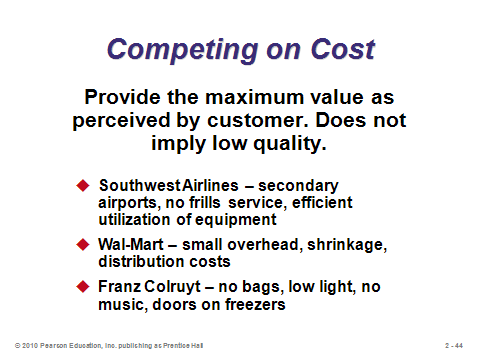 Competing on Cost
Provide the maximum value as
perceived by customer. Does not
imply low quality.
Southwest Airlines – secondary
airports, no frills service, efficient
utilization of equipment
Wal-Mart – small overhead, shrinkage,
distribution costs
Franz Colruyt – no bags, low light, no
music, doors on freezers
© 2010 Pearson Education, Inc. publishing as Prentice Hall
2 - 44